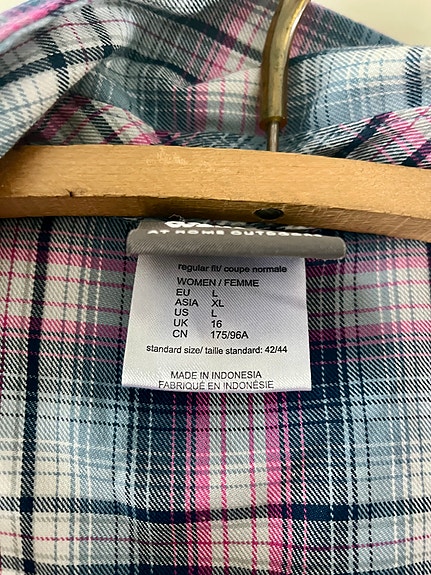 AT HOME OUTDOORS
regular fit/ coupe normale
WOMEN / FEMME
EU L
ASIA XL
US L
UK 16
CN 175/96A
standard size/ taille standard: 42/44
MADE IN INDONESIA
FABRIQUÉ EN INDONÉSIE